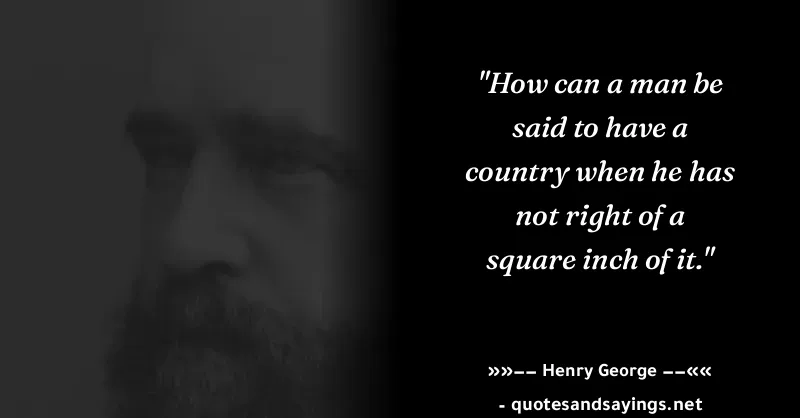 "How can a man be
said to have a
country when he has
not right of a
square inch of it."
»»–– Henry George ––««
- quotesandsayings.net